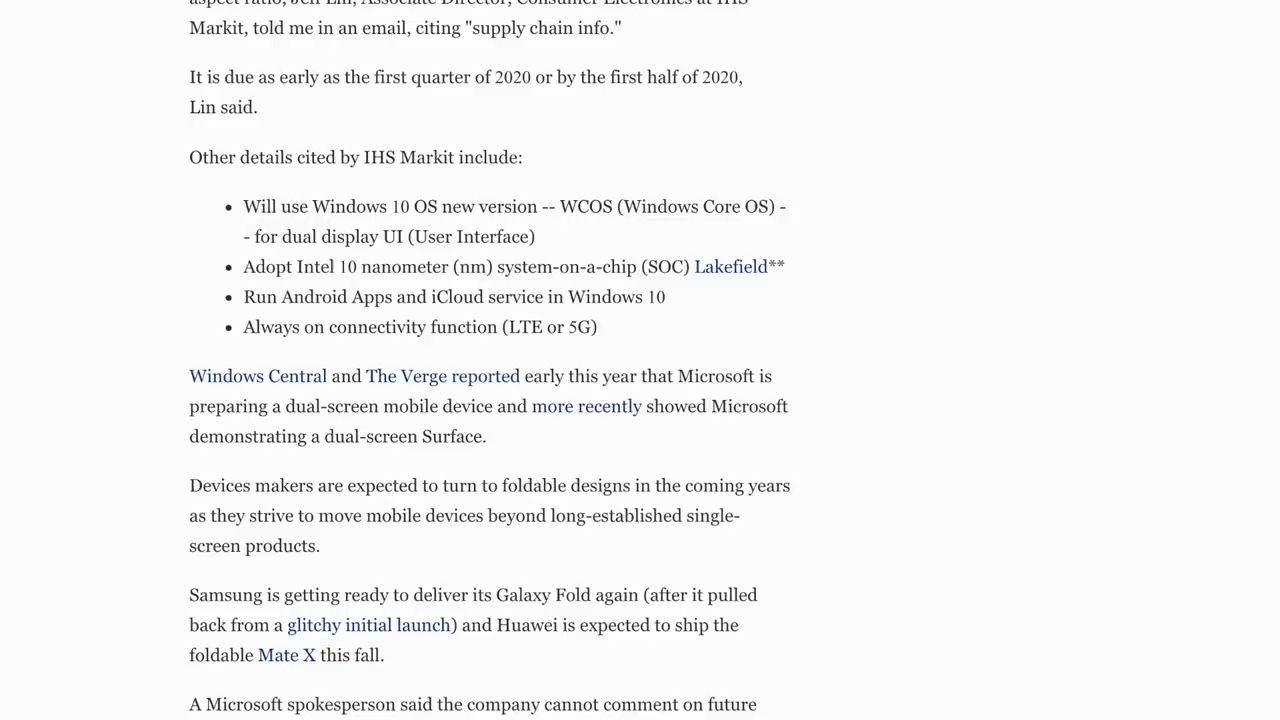 Markit, told me in an email, citing "supply chain info."
It is due as early as the first quarter of 2020 or by the first half of 2020,
Lin said.
Other details cited by IHS Markit include:
• Will use Windows 10 OS new version -- WCOS (Windows Core OS) -
- for dual display UI (User Interface)
• Adopt Intel 10 nanometer (nm) system-on-a-chip (SOC) Lakefield**
• Run Android Apps and iCloud service in Windows 10
• Always on connectivity function (LTE or 5G)
Windows Central and The Verge reported early this year that Microsoft is
preparing a dual-screen mobile device and more recently showed Microsoft
demonstrating a dual-screen Surface.
Devices makers are expected to turn to foldable designs in the coming years
as they strive to move mobile devices beyond long-established single-
screen products.
Samsung is getting ready to deliver its Galaxy Fold again (after it pulled
back from a glitchy initial launch) and Huawei is expected to ship the
foldable Mate X this fall.
A Microsoft spokesperson said the company cannot comment on future